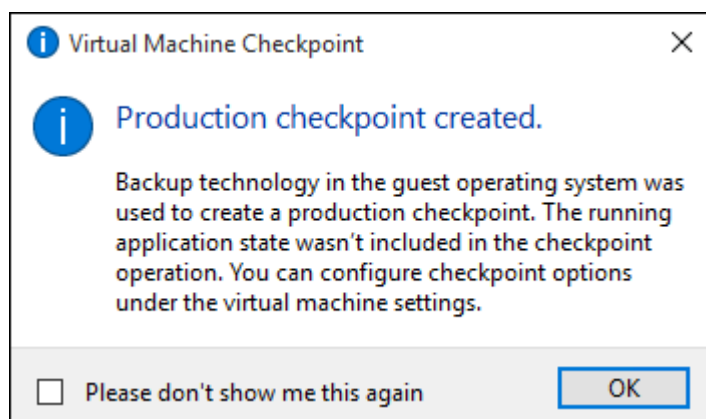 Virtual Machine Checkpoint
Production checkpoint created.
Backup technology in the guest operating system was
used to create a production checkpoint. The running
application state wasn't included in the checkpoint
operation. You can configure checkpoint options
under the virtual machine settings.
Please don't show me this again
OK